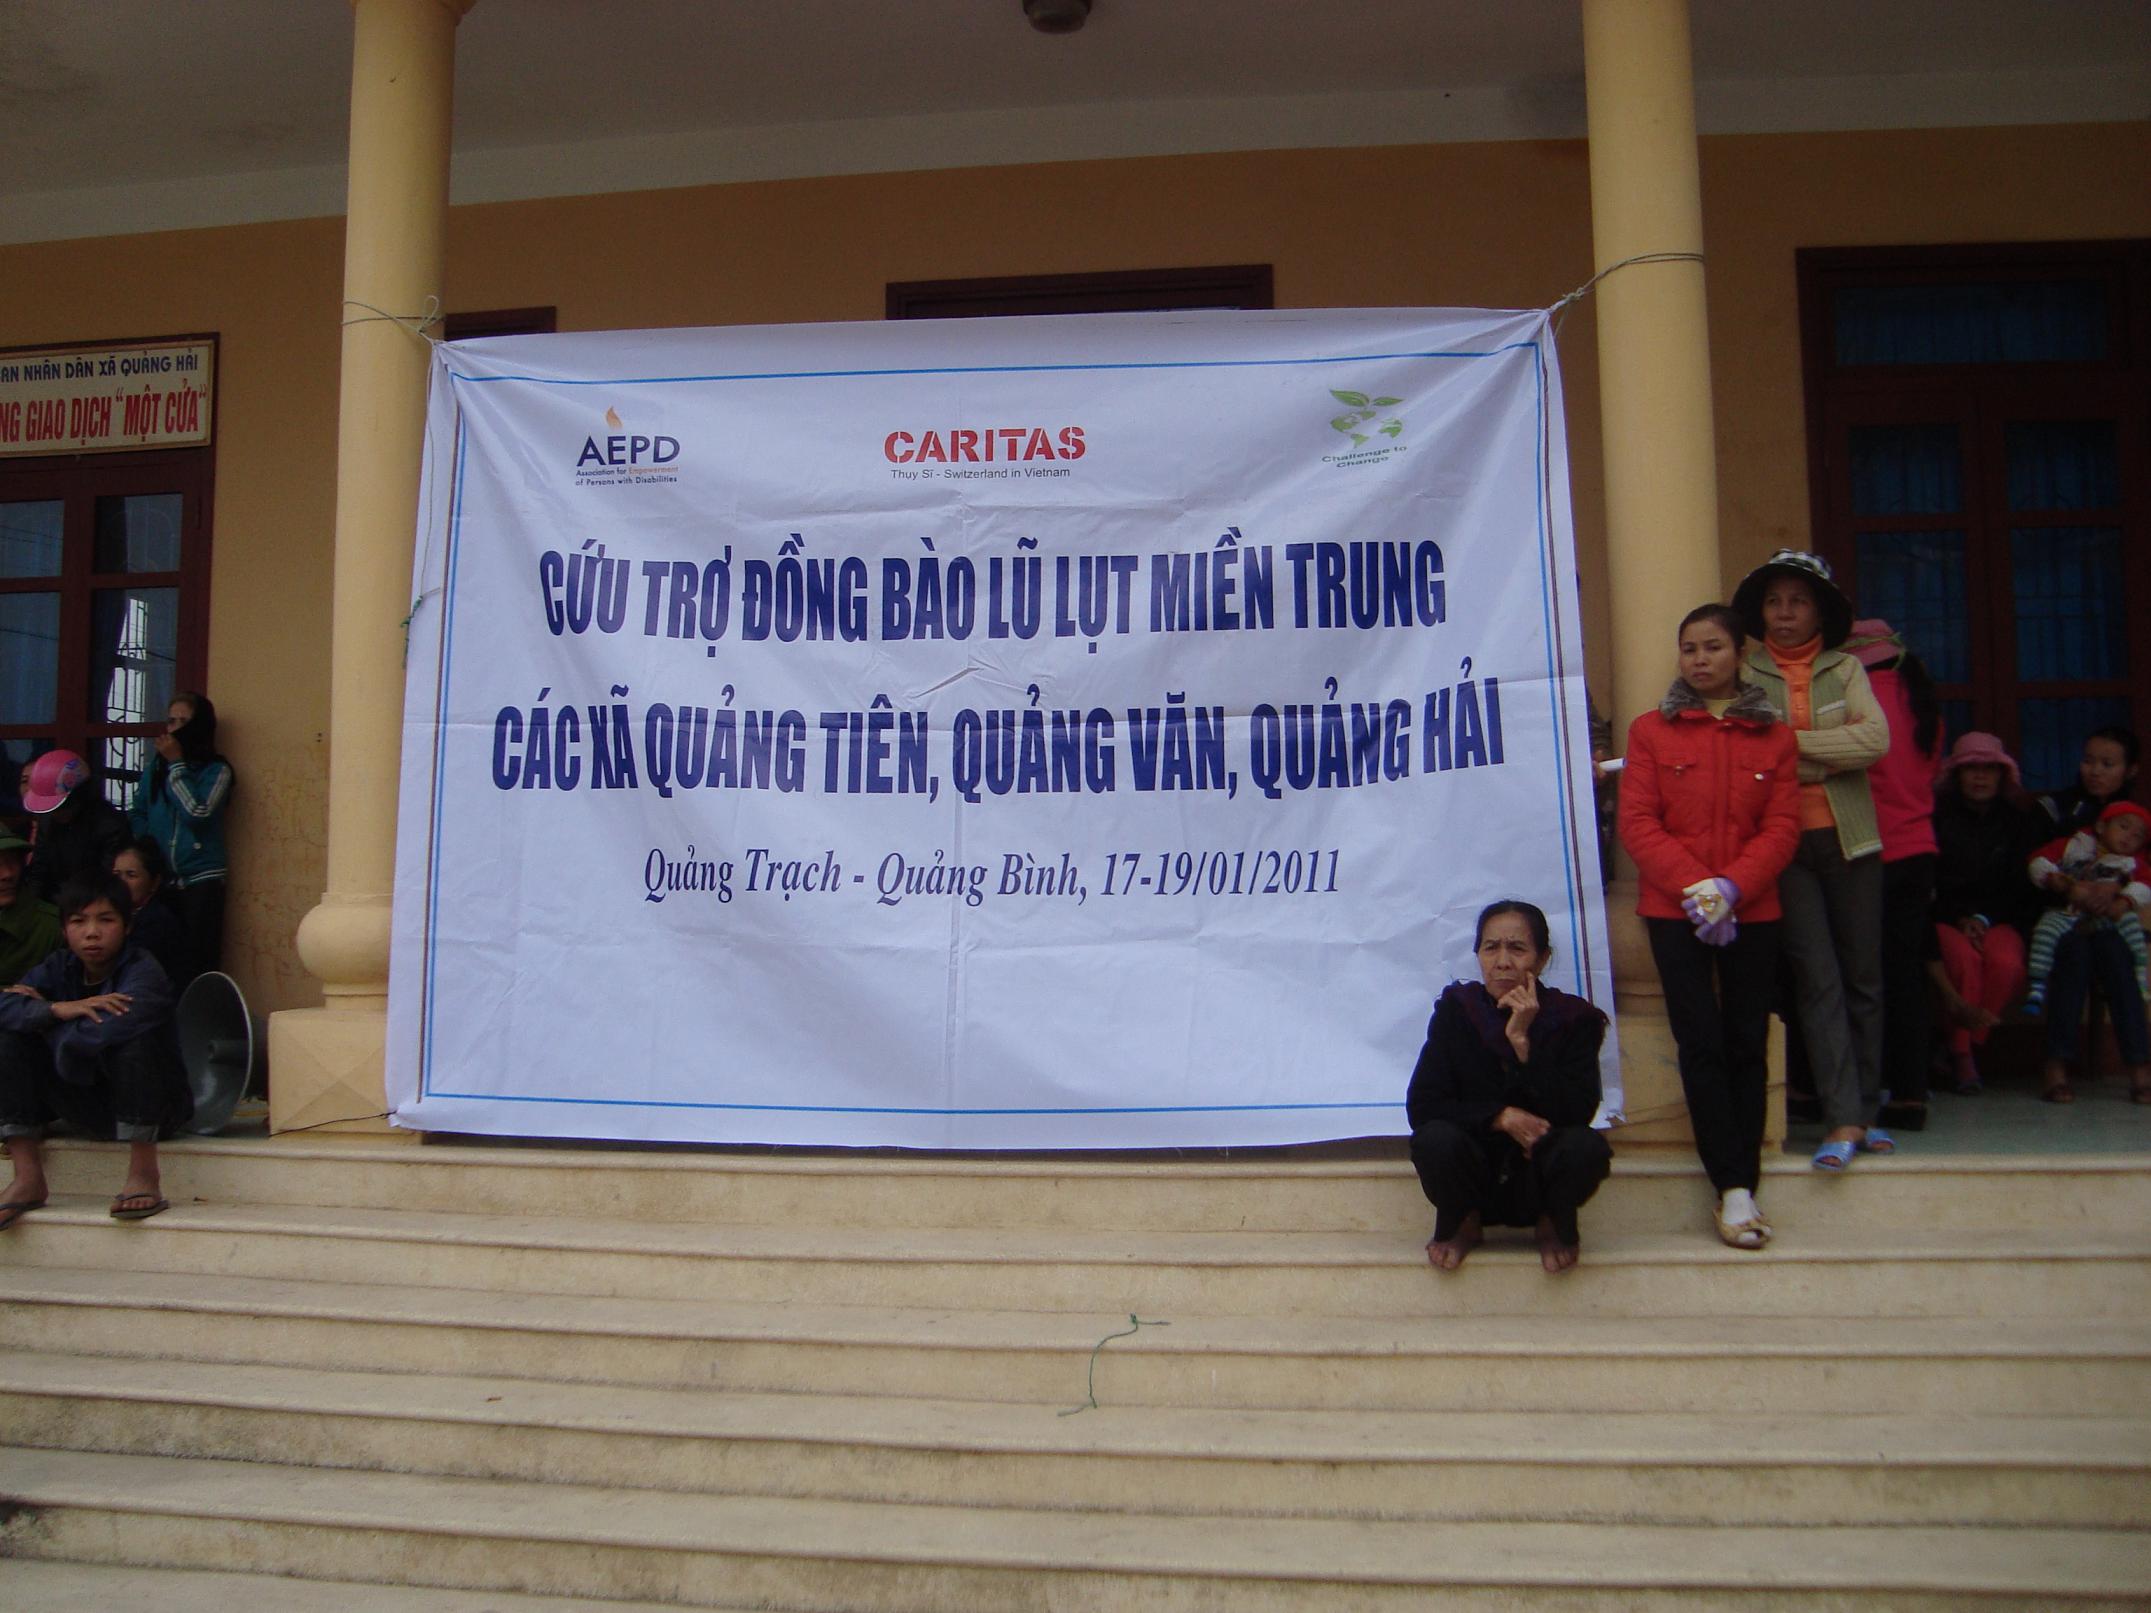 AN NHÂN DÂN XÃ QUẢNG HẢI
NG GIAO DỊCH "MỘT CỬA"
AEPD
Association for Empowerment
of Persons with Disabilities
CARITAS
Thụy Sĩ - Switzerland in Vietnam
Challenge to
Change
CỨU TRỢ ĐỒNG BÀO LŨ LỤT MIỀN TRUNG
CÁC XÃ QUẢNG TIÊN, QUẢNG VĂN, QUẢNG HẢI
Quảng Trạch - Quảng Bình, 17-19/01/2011